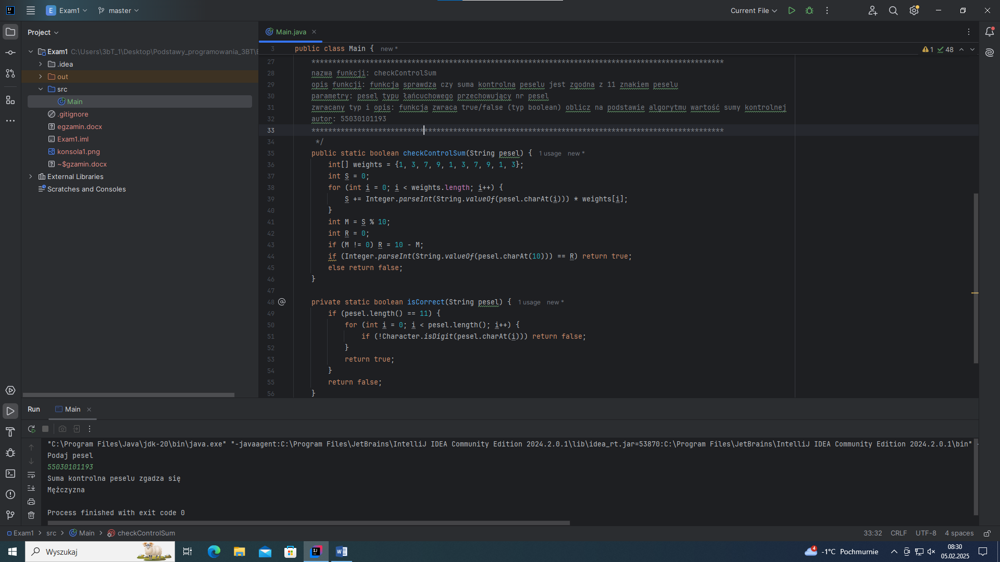 E Exam1 master Current File
Project
Main.java
Exam1 C:\Users\3bT_1\Desktop\Podstawy_programowania_3BT\E
.idea
out
src
Main
.gitignore
egzamin.docx
Exam1.iml
konsola1.png
~$gzamin.docx
External Libraries
Scratches and Consoles
3 public class Main { new *
1 48
27 ***************************************************************************************************
28 nazwa funkcji: checkControlSum
29 opis funkcji: funkcja sprawdza czy suma kontrolna peselu jest zgodna z 11 znakiem peselu
30 parametry: pesel typu łańcuchowego przechowujący nr pesel
31 zwracany typ i opis: funkcja zwraca true/false (typ boolean) oblicz na podstawie algorytmu wartość sumy kontrolnej
32 autor: 55030101193
33 ***************************************************************************************************
34 */
35 public static boolean checkControlSum(String pesel) { 1 usage new *
36 int[] weights = {1, 3, 7, 9, 1, 3, 7, 9, 1, 3};
37 int S = 0;
38 for (int i = 0; i < weights.length; i++) {
39 S += Integer.parseInt(String.valueOf(pesel.charAt(i))) * weights[i];
40 }
41 int M = S % 10;
42 int R = 0;
43 if (M != 0) R = 10 - M;
44 if (Integer.parseInt(String.valueOf(pesel.charAt(10))) == R) return true;
45 else return false;
46 }
47
48 @ private static boolean isCorrect(String pesel) { 1 usage new *
49 if (pesel.length() == 11) {
50 for (int i = 0; i < pesel.length(); i++) {
51 if (!Character.isDigit(pesel.charAt(i))) return false;
52 }
53 return true;
54 }
55 return false;
56 }
Run Main
"C:\Program Files\Java\jdk-20\bin\java.exe" "-javaagent:C:\Program Files\JetBrains\IntelliJ IDEA Community Edition 2024.2.0.1\lib\idea_rt.jar=53870:C:\Program Files\JetBrains\IntelliJ IDEA Community Edition 2024.2.0.1\bin" -
Podaj pesel
55030101193
Suma kontrolna peselu zgadza się
Mężczyzna
Process finished with exit code 0
Exam1 > src > Main > checkControlSum 33:32 CRLF UTF-8 4 spaces
Wyszukaj 4 -1°C Pochmurnie 08:30
05.02.2025